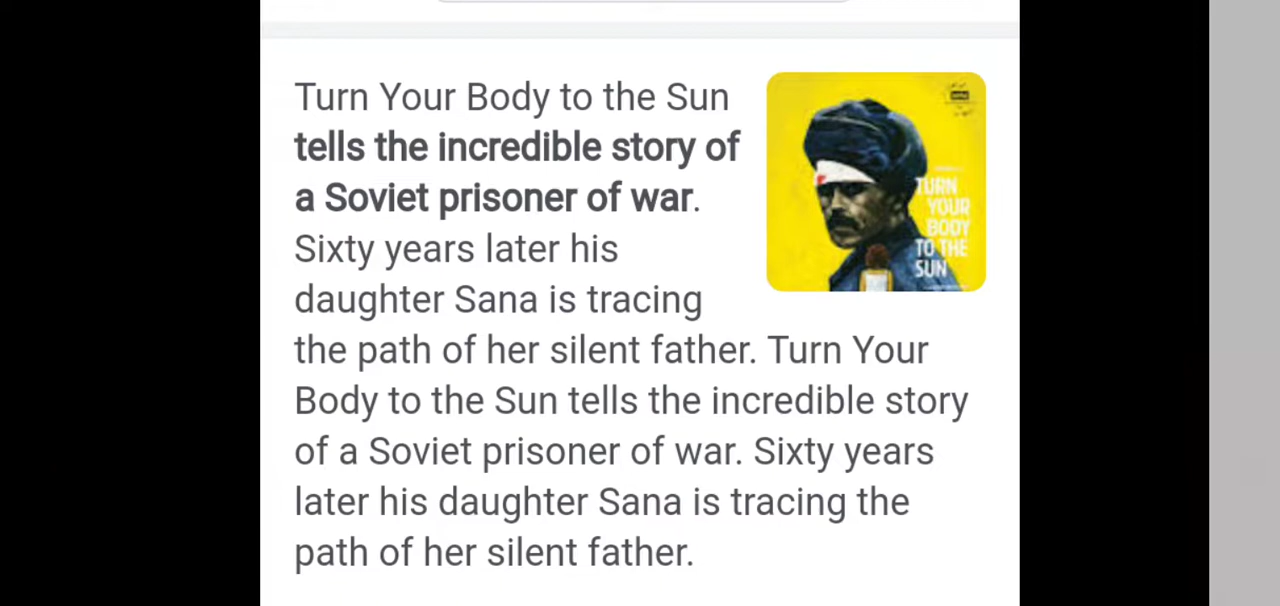 Turn Your Body to the Sun
tells the incredible story of
a Soviet prisoner of war.
Sixty years later his
daughter Sana is tracing
the path of her silent father. Turn Your
Body to the Sun tells the incredible story
of a Soviet prisoner of war. Sixty years
later his daughter Sana is tracing the
path of her silent father.
TURN
YOUR
BODY
TO THE
SUN